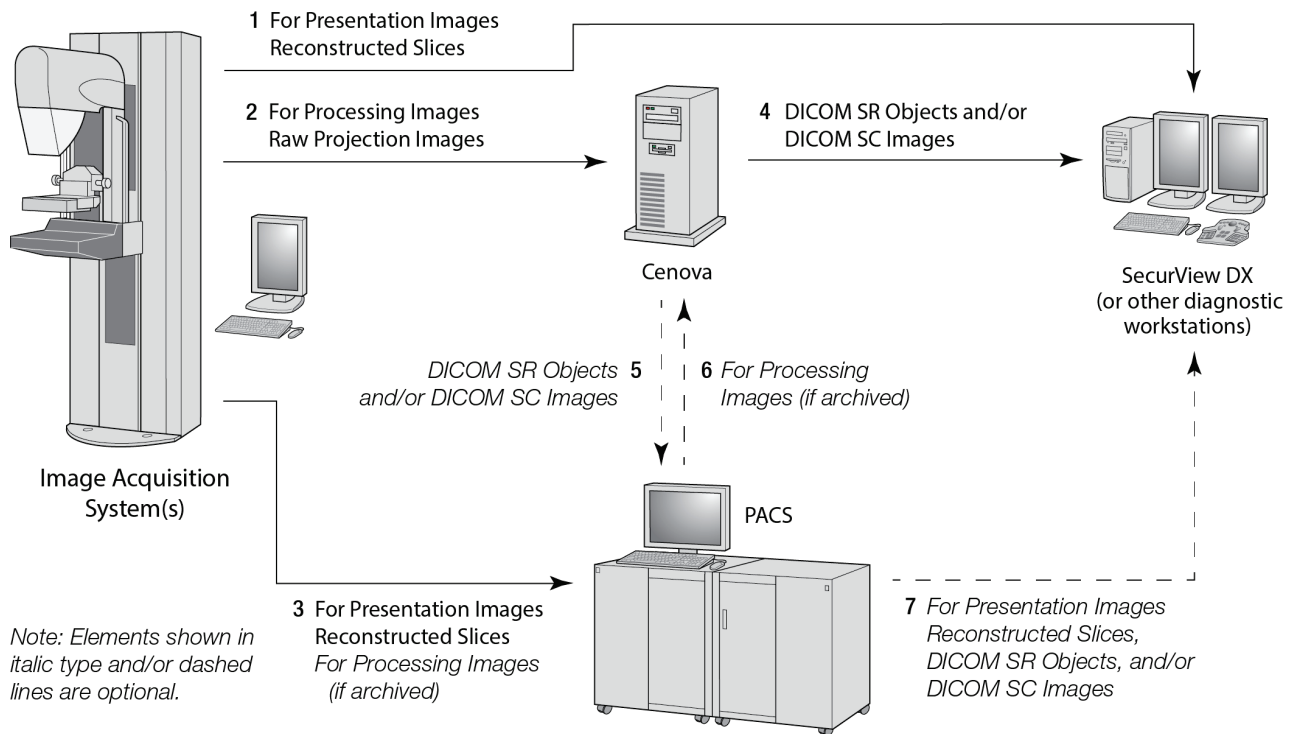 1 For Presentation Images
Reconstructed Slices
2 For Processing Images
Raw Projection Images
4 DICOM SR Objects and/or
DICOM SC Images
Cenova
SecurView DX
(or other diagnostic
workstations)
DICOM SR Objects 5
and/or DICOM SC Images
6 For Processing
Images (if archived)
Image Acquisition
System(s)
PACS
3 For Presentation Images
Reconstructed Slices
For Processing Images
(if archived)
7 For Presentation Images
Reconstructed Slices,
DICOM SR Objects, and/or
DICOM SC Images
Note: Elements shown in
italic type and/or dashed
lines are optional.